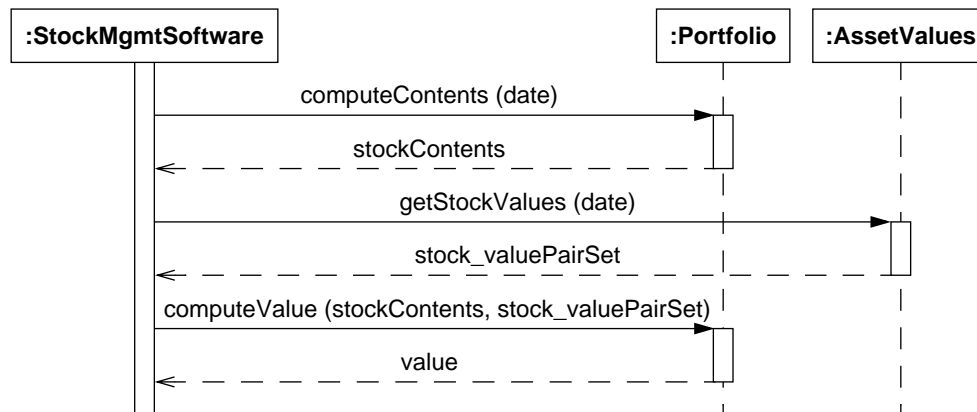 :StockMgmtSoftware
:Portfolio
:AssetValues
computeContents (date)
stockContents
getStockValues (date)
stock_valuePairSet
computeValue (stockContents, stock_valuePairSet)
value